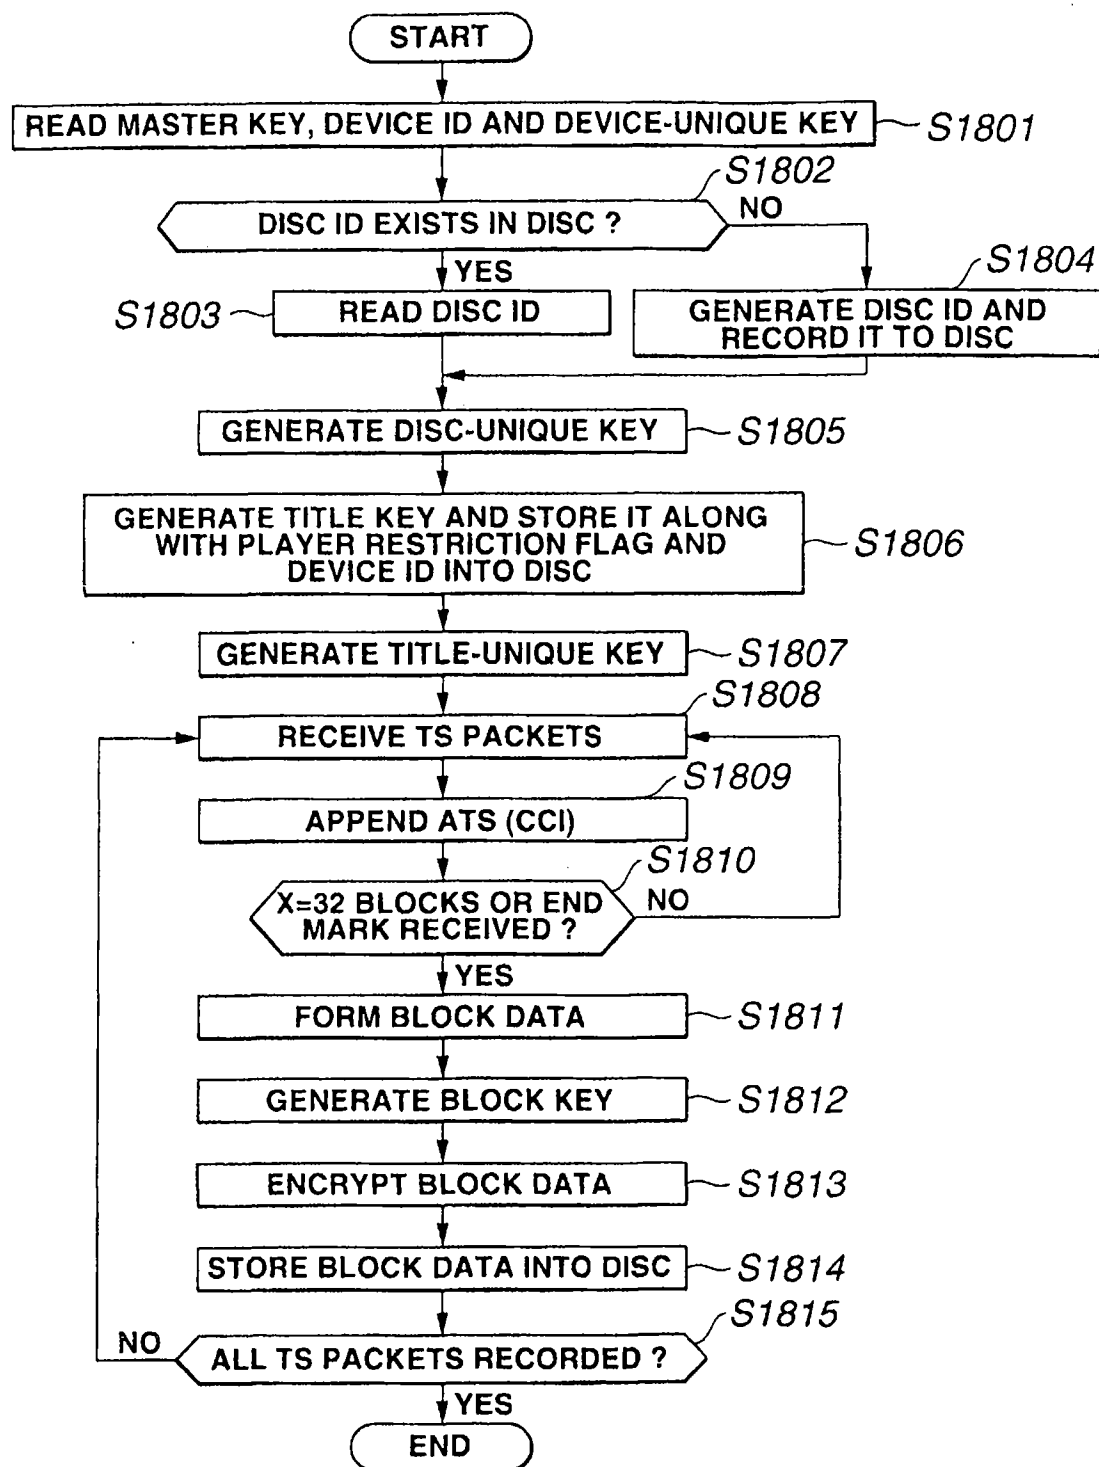 START
READ MASTER KEY, DEVICE ID AND DEVICE-UNIQUE KEY
S1801
S1802
DISC ID EXISTS IN DISC ?
NO
YES
S1803
READ DISC ID
S1804
GENERATE DISC ID AND
RECORD IT TO DISC
GENERATE DISC-UNIQUE KEY
S1805
GENERATE TITLE KEY AND STORE IT ALONG
WITH PLAYER RESTRICTION FLAG AND
DEVICE ID INTO DISC
S1806
GENERATE TITLE-UNIQUE KEY
S1807
S1808
RECEIVE TS PACKETS
S1809
APPEND ATS (CCI)
S1810
X=32 BLOCKS OR END
MARK RECEIVED ?
NO
YES
FORM BLOCK DATA
S1811
GENERATE BLOCK KEY
S1812
ENCRYPT BLOCK DATA
S1813
STORE BLOCK DATA INTO DISC
S1814
S1815
NO
ALL TS PACKETS RECORDED ?
YES
END